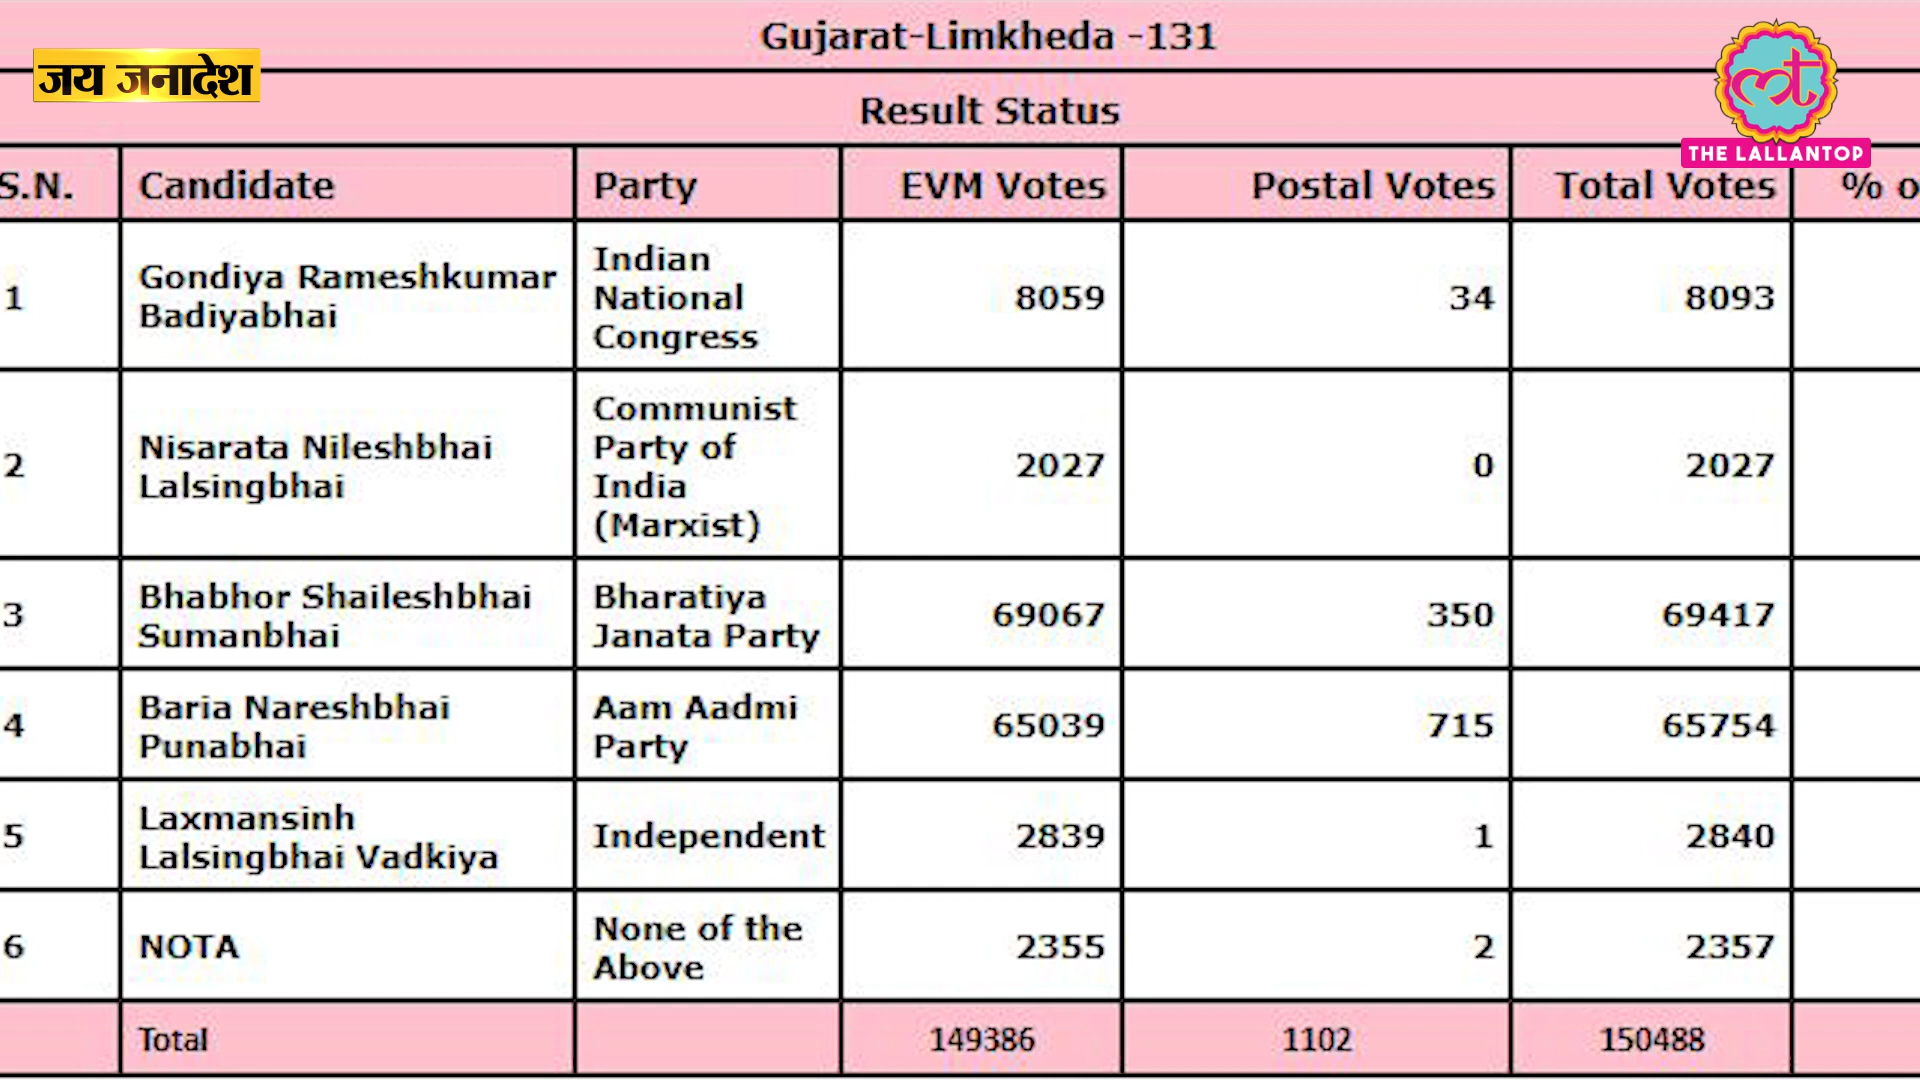 Gujarat-Limkheda -131
जय जनादेश
THE LALLANTOP
Result Status
S.N. Candidate Party EVM Votes Postal Votes Total Votes % o
1 Gondiya Rameshkumar Badiyabhai Indian National Congress 8059 34 8093
2 Nisarata Nileshbhai Lalsingbhai Communist Party of India (Marxist) 2027 0 2027
3 Bhabhor Shaileshbhai Sumanbhai Bharatiya Janata Party 69067 350 69417
4 Baria Nareshbhai Punabhai Aam Aadmi Party 65039 715 65754
5 Laxmansinh Lalsingbhai Vadkiya Independent 2839 1 2840
6 NOTA None of the Above 2355 2 2357
Total 149386 1102 150488